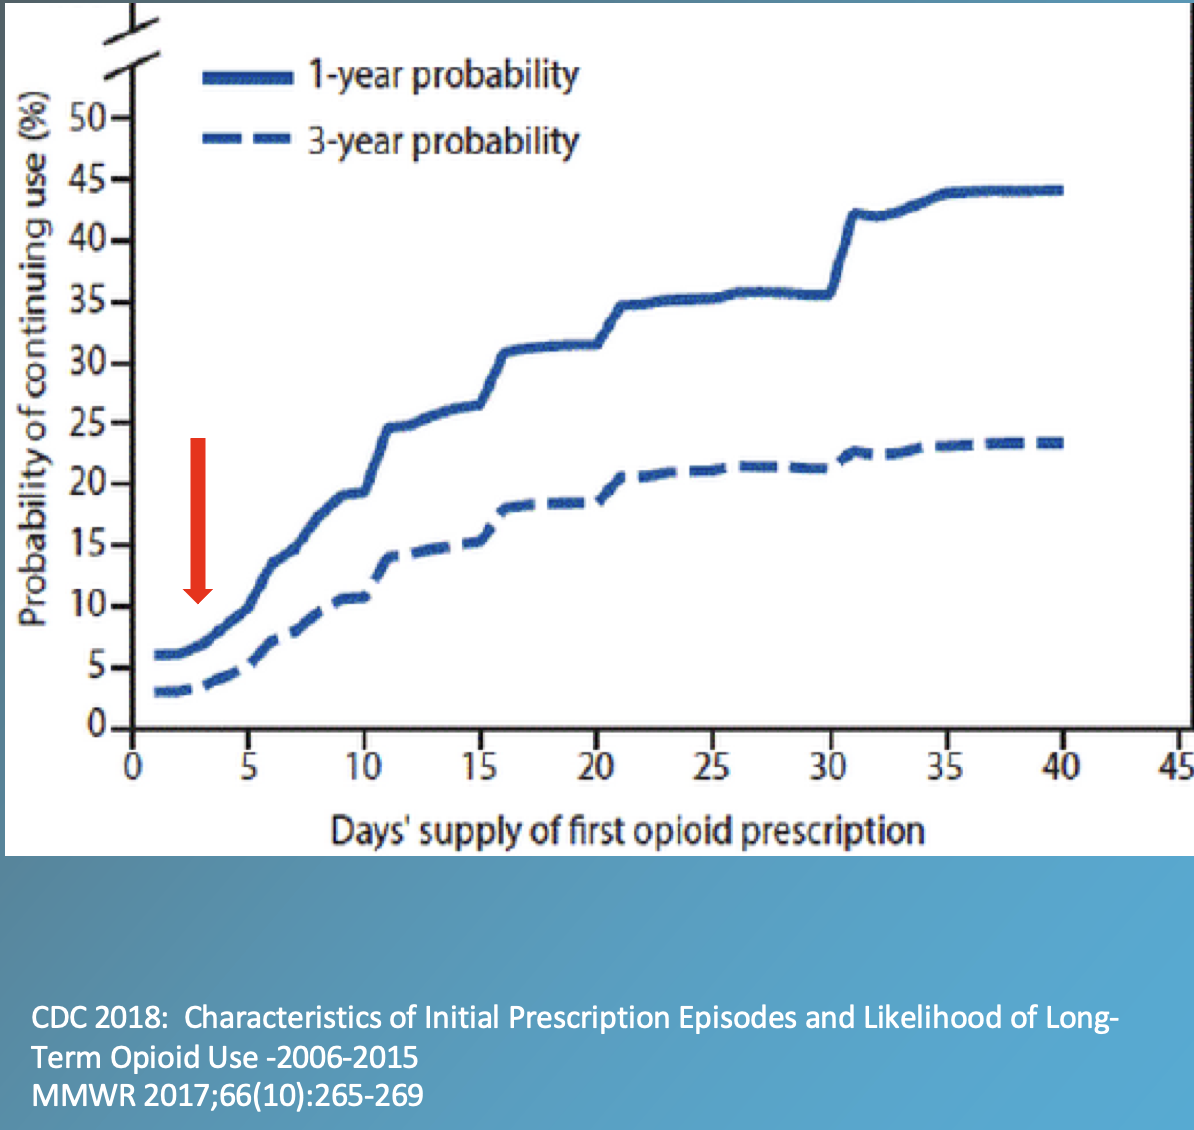 1-year probability
3-year probability
Probability of continuing use (%)
50
45
40
35
30
25
20
15
10
5
0
0 5 10 15 20 25 30 35 40 45
Days' supply of first opioid prescription
CDC 2018:  Characteristics of Initial Prescription Episodes and Likelihood of Long-
Term Opioid Use -2006-2015
MMWR 2017;66(10):265-269